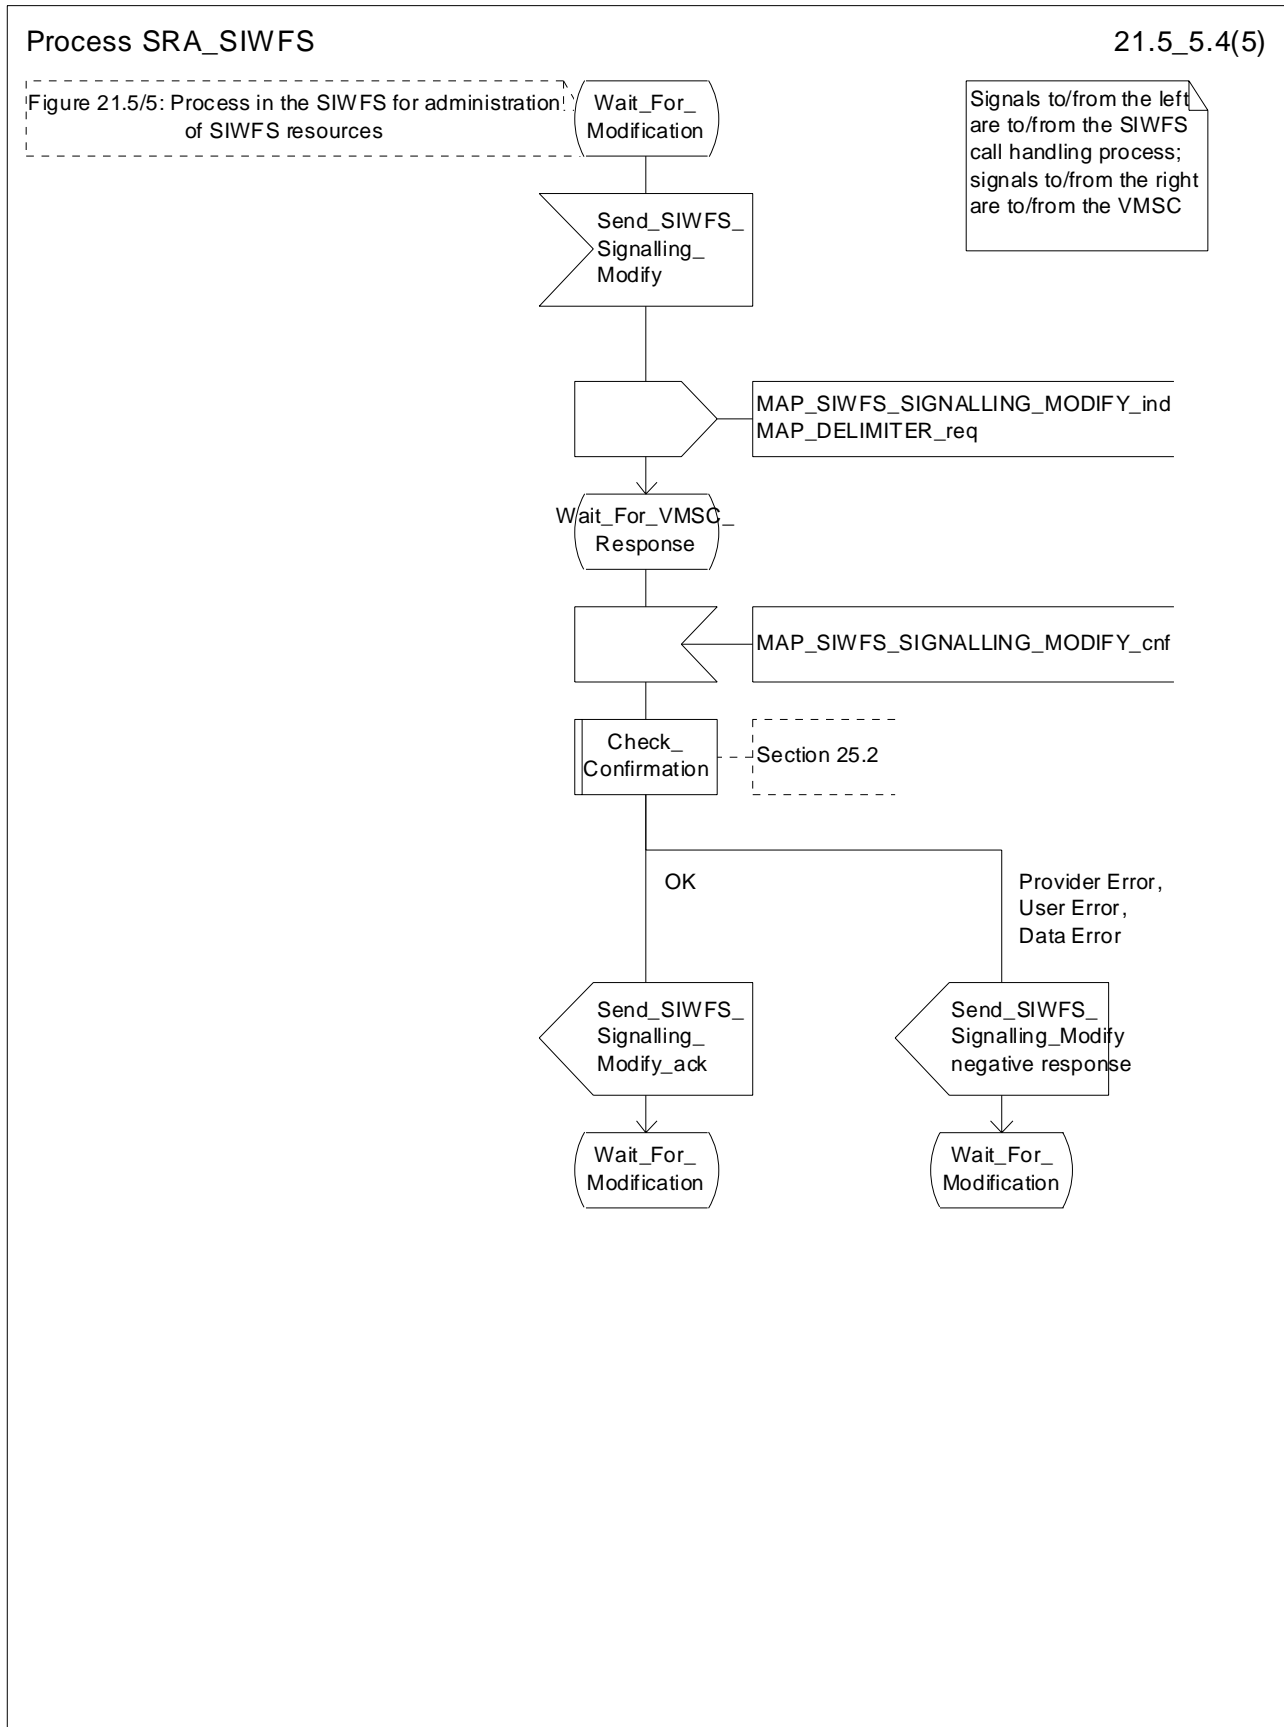 Process SRA_SIWFS
21.5_5.4(5)
Figure 21.5/5: Process in the SIWFS for administration
of SIWFS resources
Wait_For_
Modification
Signals to/from the left
are to/from the SIWFS
call handling process;
signals to/from the right
are to/from the VMSC
Send_SIWFS_
Signalling_
Modify
MAP_SIWFS_SIGNALLING_MODIFY_ind
MAP_DELIMITER_req
Wait_For_VMSC_
Response
MAP_SIWFS_SIGNALLING_MODIFY_cnf
Check_
Confirmation
Section 25.2
OK
Provider Error,
User Error,
Data Error
Send_SIWFS_
Signalling_
Modify_ack
Send_SIWFS_
Signalling_Modify
negative response
Wait_For_
Modification
Wait_For_
Modification